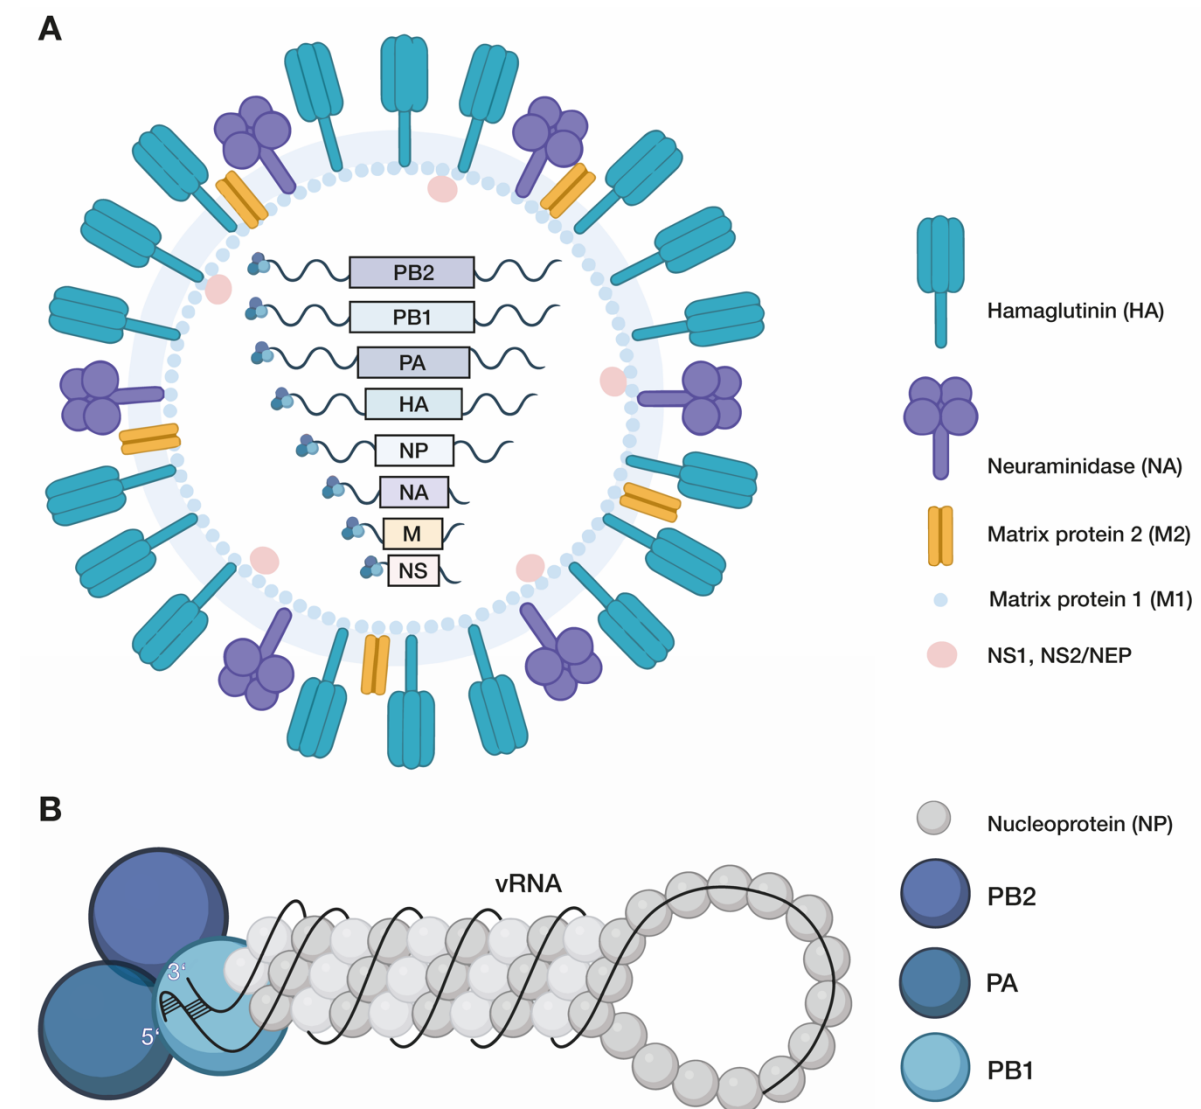 A
PB2
PB1
PA
HA
NP
NA
M
NS
Hamaglutinin (HA)
Neuraminidase (NA)
Matrix protein 2 (M2)
Matrix protein 1 (M1)
NS1, NS2/NEP
B
vRNA
3‘
5‘
Nucleoprotein (NP)
PB2
PA
PB1